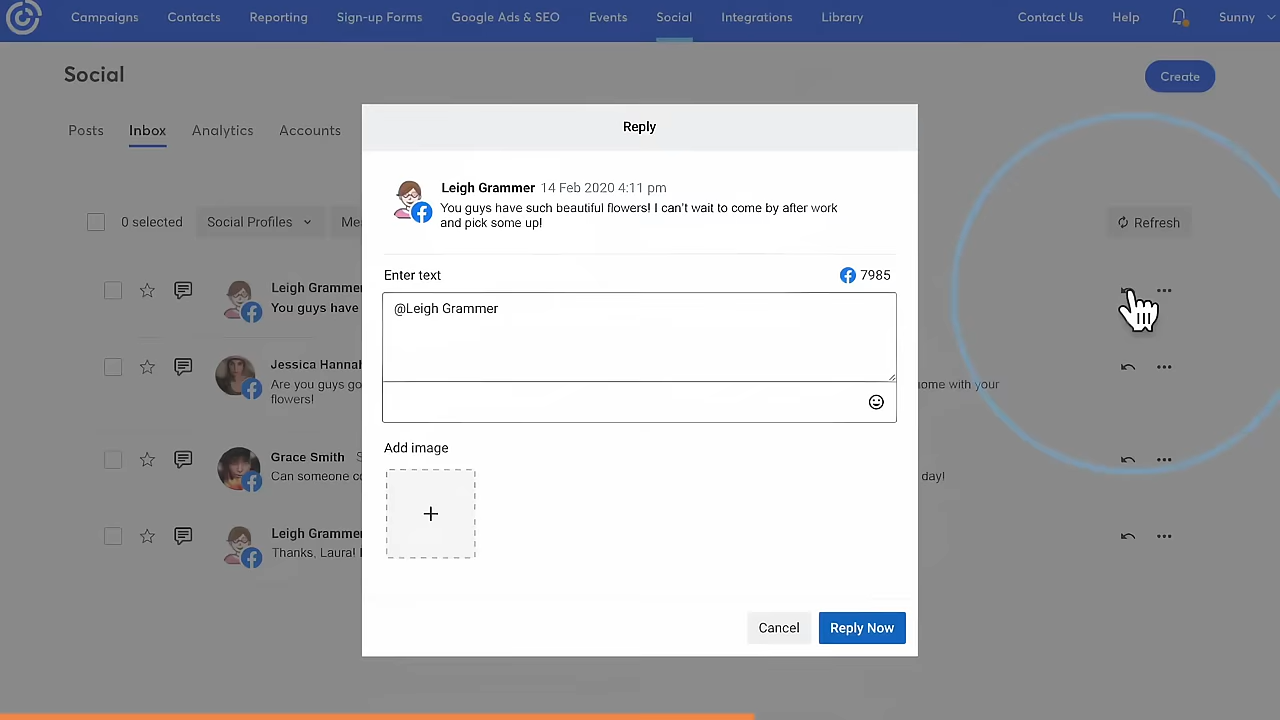 Campaigns Contacts Reporting Sign-up Forms Google Ads & SEO Events Social Integrations Library Contact Us Help Sunny
Social
Create
Posts Inbox Analytics Accounts
0 selected Social Profiles Me
Refresh
Leigh Gramme
You guys have
Jessica Hannah
Are you guys go
ome with your
flowers!
Grace Smith S
Can someone co
day!
Leigh Gramme
Thanks, Laura!
Reply
Leigh Grammer 14 Feb 2020 4:11 pm
You guys have such beautiful flowers! I can't wait to come by after work
and pick some up!
Enter text 7985
@Leigh Grammer
Add image
Cancel Reply Now